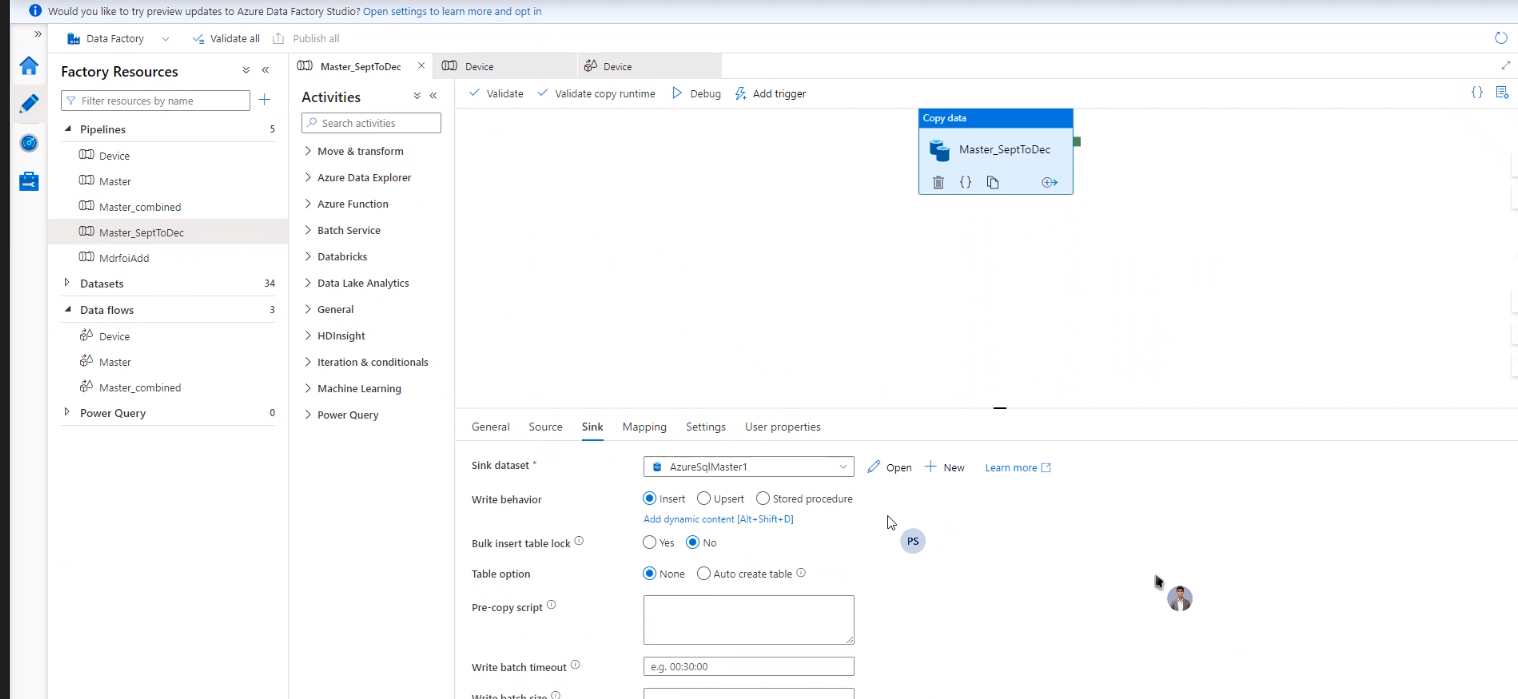 Would you like to try preview updates to Azure Data Factory Studio? Open settings to learn more and opt in
Data Factory
Validate all
Publish all
Factory Resources
Filter resources by name
Pipelines 5
Device
Master
Master_combined
Master_SeptToDec
MdrfoiAdd
Datasets 34
Data flows 3
Device
Master
Master_combined
Power Query 0
Master_SeptToDec
Device
Device
Activities
Search activities
Move & transform
Azure Data Explorer
Azure Function
Batch Service
Databricks
Data Lake Analytics
General
HDInsight
Iteration & conditionals
Machine Learning
Power Query
Validate
Validate copy runtime
Debug
Add trigger
Copy data
Master_SeptToDec
General Source Sink Mapping Settings User properties
Sink dataset * AzureSqlMaster1 Open New Learn more
Write behavior Insert Upsert Stored procedure
Add dynamic content [Alt+Shift+D]
PS
Bulk insert table lock Yes No
Table option None Auto create table
Pre-copy script
Write batch timeout e.g. 00:30:00
Write batch size